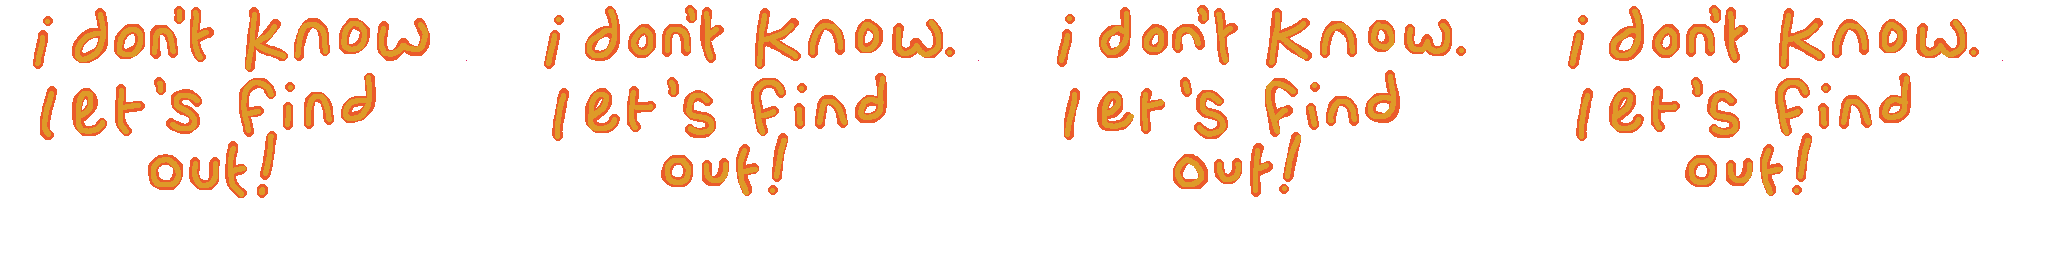 i don't know i don't know. i don't know. i don't know.
let's find let's find let's find let's find
out! out! out! out!